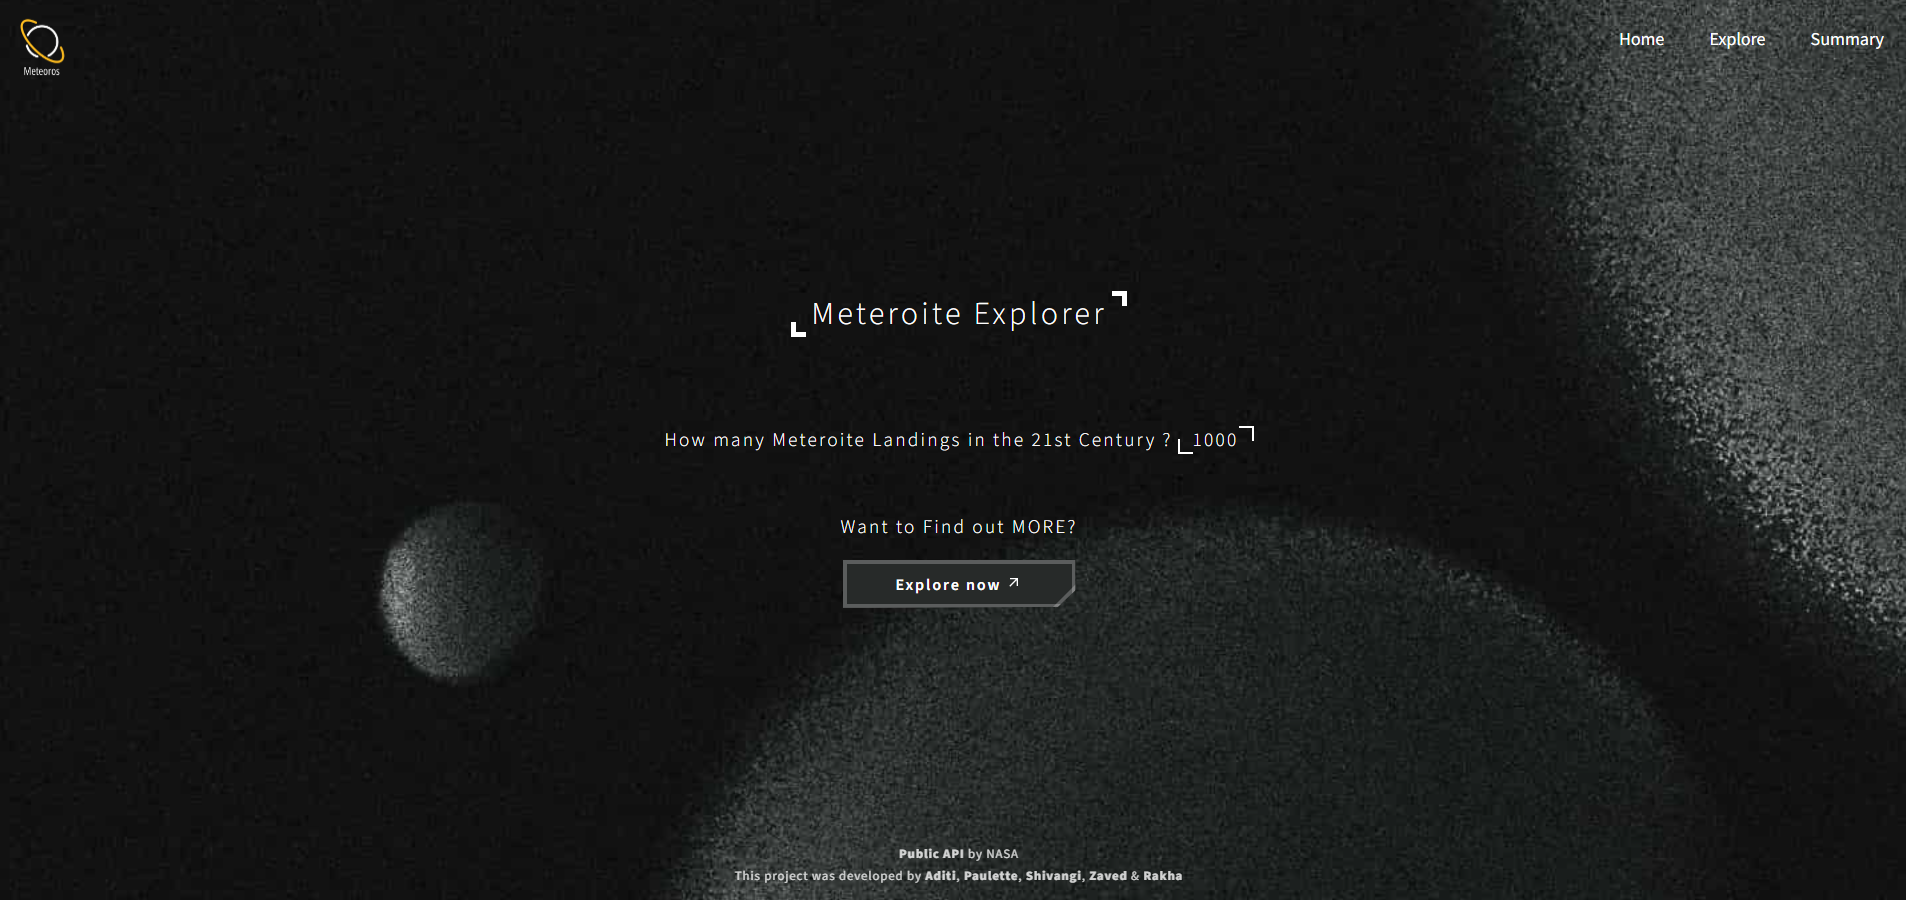 Meteoros
Home Explore Summary
Meteroite Explorer
How many Meteroite Landings in the 21st Century ? 1000
Want to Find out MORE?
Explore now
Public API by NASA
This project was developed by Aditi, Paulette, Shivangi, Zaved & Rakha